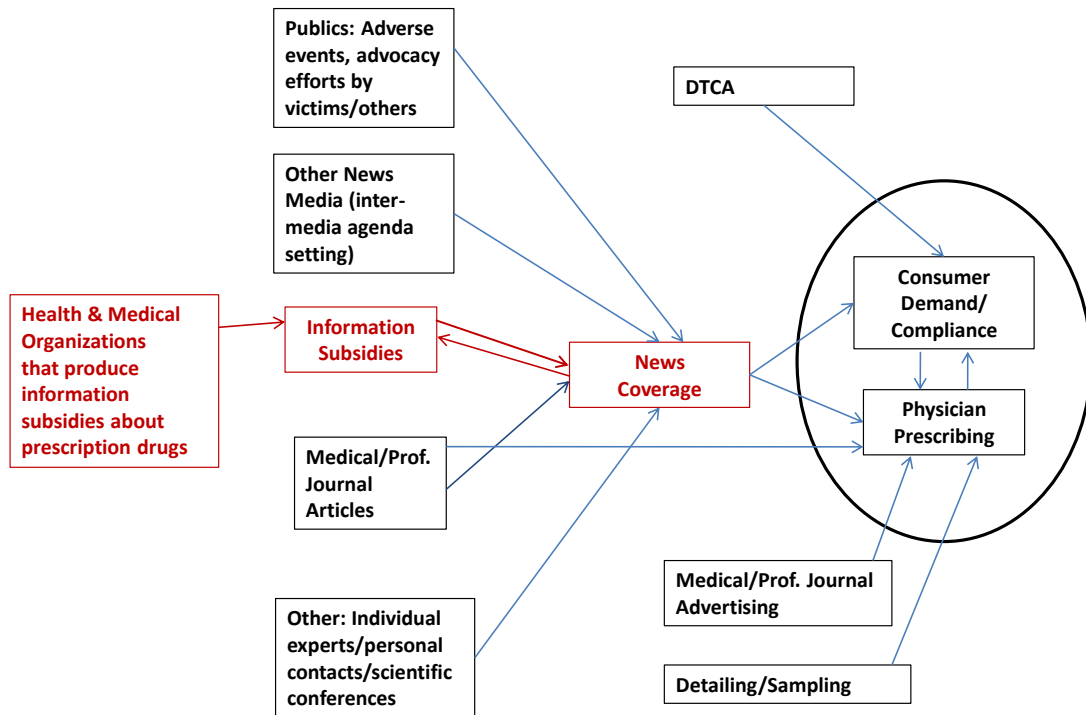 Publics: Adverse
events, advocacy
efforts by
victims/others
DTCA
Other News
Media (inter-
media agenda
setting)
Consumer
Demand/
Compliance
Health & Medical
Organizations
that produce
information
subsidies about
prescription drugs
Information
Subsidies
News
Coverage
Physician
Prescribing
Medical/Prof.
Journal
Articles
Medical/Prof. Journal
Advertising
Other: Individual
experts/personal
contacts/scientific
conferences
Detailing/Sampling